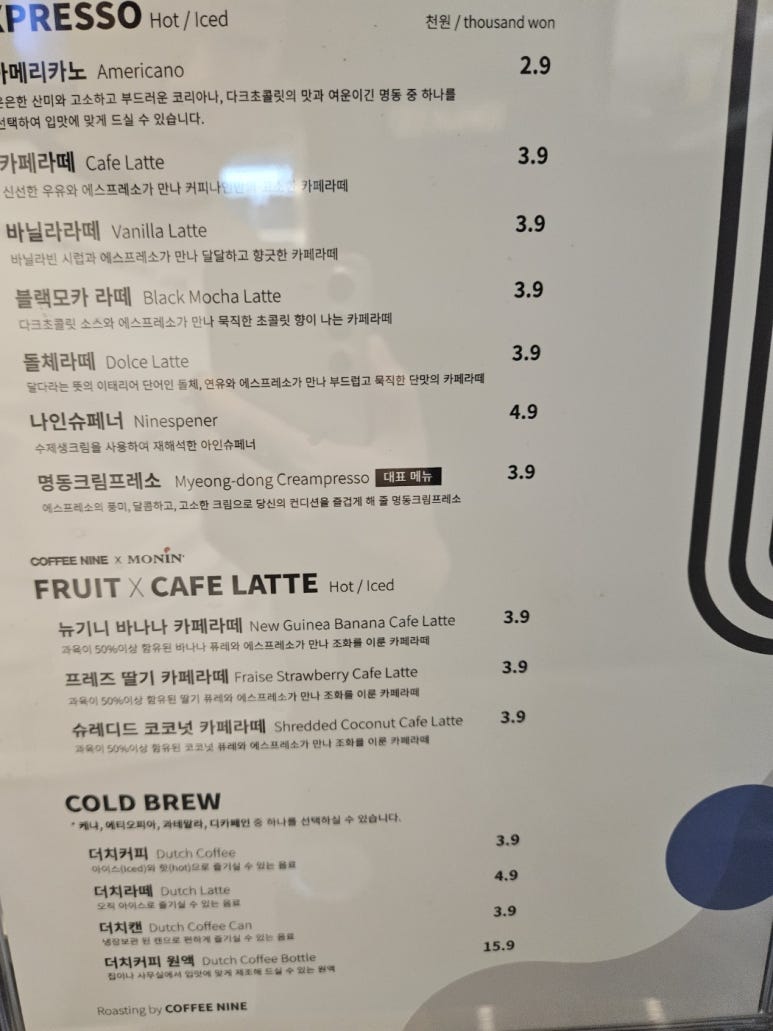 XPRESSO Hot / Iced 천원 / thousand won
아메리카노 Americano 2.9
은은한 산미와 고소하고 부드러운 코리아나, 다크초콜릿의 맛과 여운이긴 명동 중 하나를
선택하여 입맛에 맞게 드실 수 있습니다.
카페라떼 Cafe Latte 3.9
신선한 우유와 에스프레소가 만나 커피나인만의 고소한 카페라떼
바닐라라떼 Vanilla Latte 3.9
바닐라빈 시럽과 에스프레소가 만나 달달하고 향긋한 카페라떼
블랙모카 라떼 Black Mocha Latte 3.9
다크초콜릿 소스와 에스프레소가 만나 묵직한 초콜릿 향이 나는 카페라떼
돌체라떼 Dolce Latte 3.9
달다라는 뜻의 이태리어 단어인 돌체, 연유와 에스프레소가 만나 부드럽고 묵직한 단맛의 카페라떼
나인슈페너 Ninespener 4.9
수제생크림을 사용하여 재해석한 아인슈페너
명동크림프레소 Myeong-dong Creampresso 대표 메뉴 3.9
에스프레소의 풍미, 달콤하고, 고소한 크림으로 당신의 컨디션을 즐겁게 해 줄 명동크림프레소
COFFEE NINE X MONIN
FRUIT X CAFE LATTE Hot / Iced
뉴기니 바나나 카페라떼 New Guinea Banana Cafe Latte 3.9
과육이 50%이상 함유된 바나나 퓨레와 에스프레소가 만나 조화를 이룬 카페라떼
프레즈 딸기 카페라떼 Fraise Strawberry Cafe Latte 3.9
과육이 50%이상 함유된 딸기 퓨레와 에스프레소가 만나 조화를 이룬 카페라떼
슈레디드 코코넛 카페라떼 Shredded Coconut Cafe Latte 3.9
과육이 50%이상 함유된 코코넛 퓨레와 에스프레소가 만나 조화를 이룬 카페라떼
COLD BREW
* 케냐, 에티오피아, 과테말라, 디카페인 중 하나를 선택하실 수 있습니다.
더치커피 Dutch Coffee 3.9
아이스(iced)와 핫(hot)으로 즐기실 수 있는 음료
더치라떼 Dutch Latte 4.9
오직 아이스로 즐기실 수 있는 음료
더치캔 Dutch Coffee Can 3.9
냉장보관 된 캔으로 편하게 즐기실 수 있는 음료
더치커피 원액 Dutch Coffee Bottle 15.9
집이나 사무실에서 입맛에 맞게 제조해 드실 수 있는 원액
Roasting by COFFEE NINE